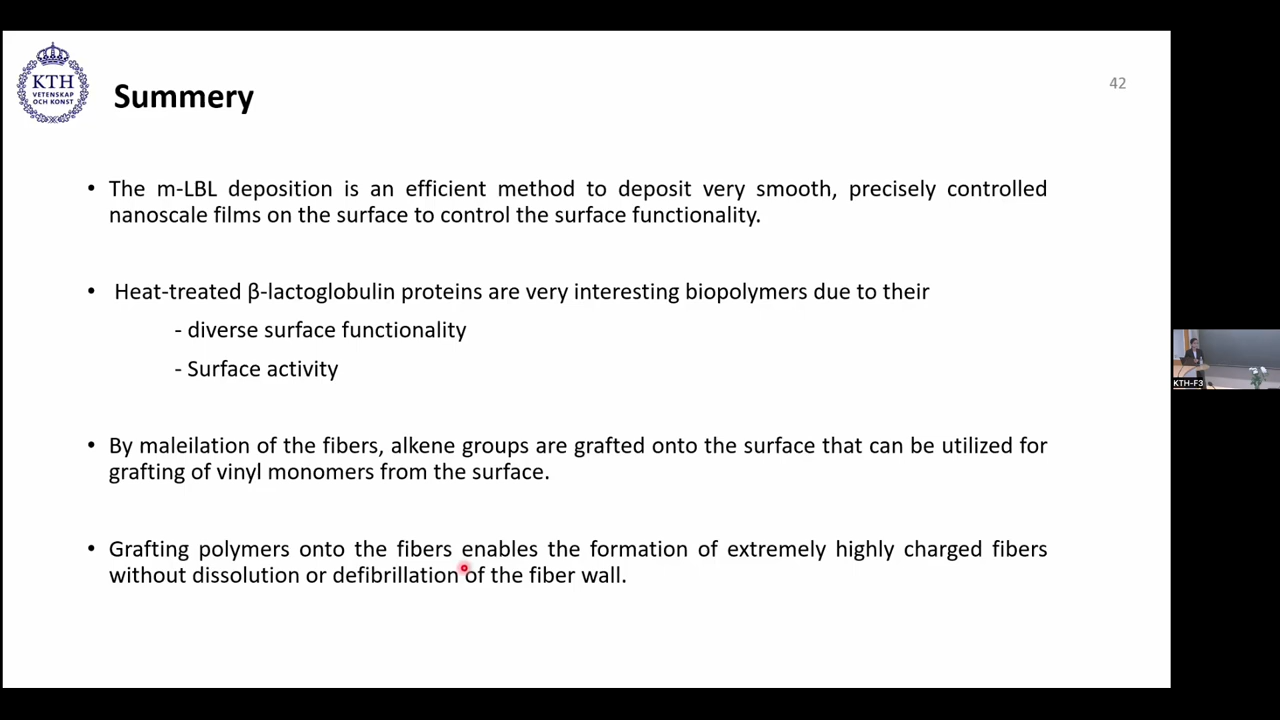 KTH
VETENSKAP
OCH KONST
Summery
42
• The m-LBL deposition is an efficient method to deposit very smooth, precisely controlled
nanoscale films on the surface to control the surface functionality.
• Heat-treated β-lactoglobulin proteins are very interesting biopolymers due to their
- diverse surface functionality
- Surface activity
• By maleilation of the fibers, alkene groups are grafted onto the surface that can be utilized for
grafting of vinyl monomers from the surface.
• Grafting polymers onto the fibers enables the formation of extremely highly charged fibers
without dissolution or defibrillation of the fiber wall.
KTH-F3